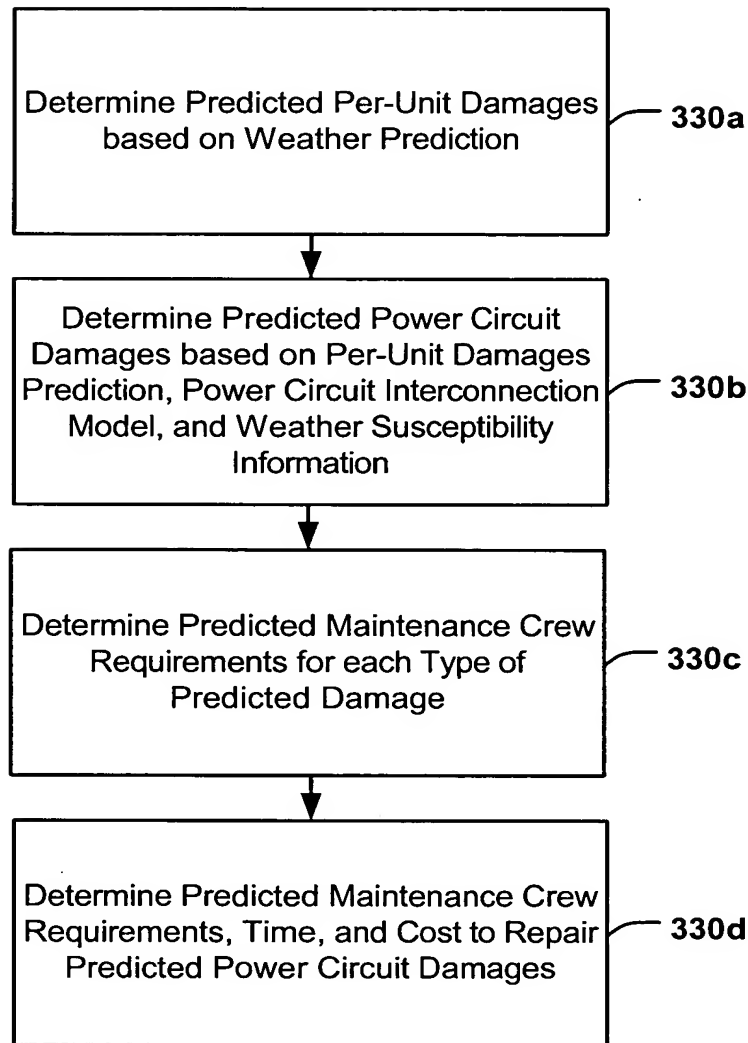 Determine Predicted Per-Unit Damages
based on Weather Prediction
330a
Determine Predicted Power Circuit
Damages based on Per-Unit Damages
Prediction, Power Circuit Interconnection
Model, and Weather Susceptibility
Information
330b
Determine Predicted Maintenance Crew
Requirements for each Type of
Predicted Damage
330c
Determine Predicted Maintenance Crew
Requirements, Time, and Cost to Repair
Predicted Power Circuit Damages
330d